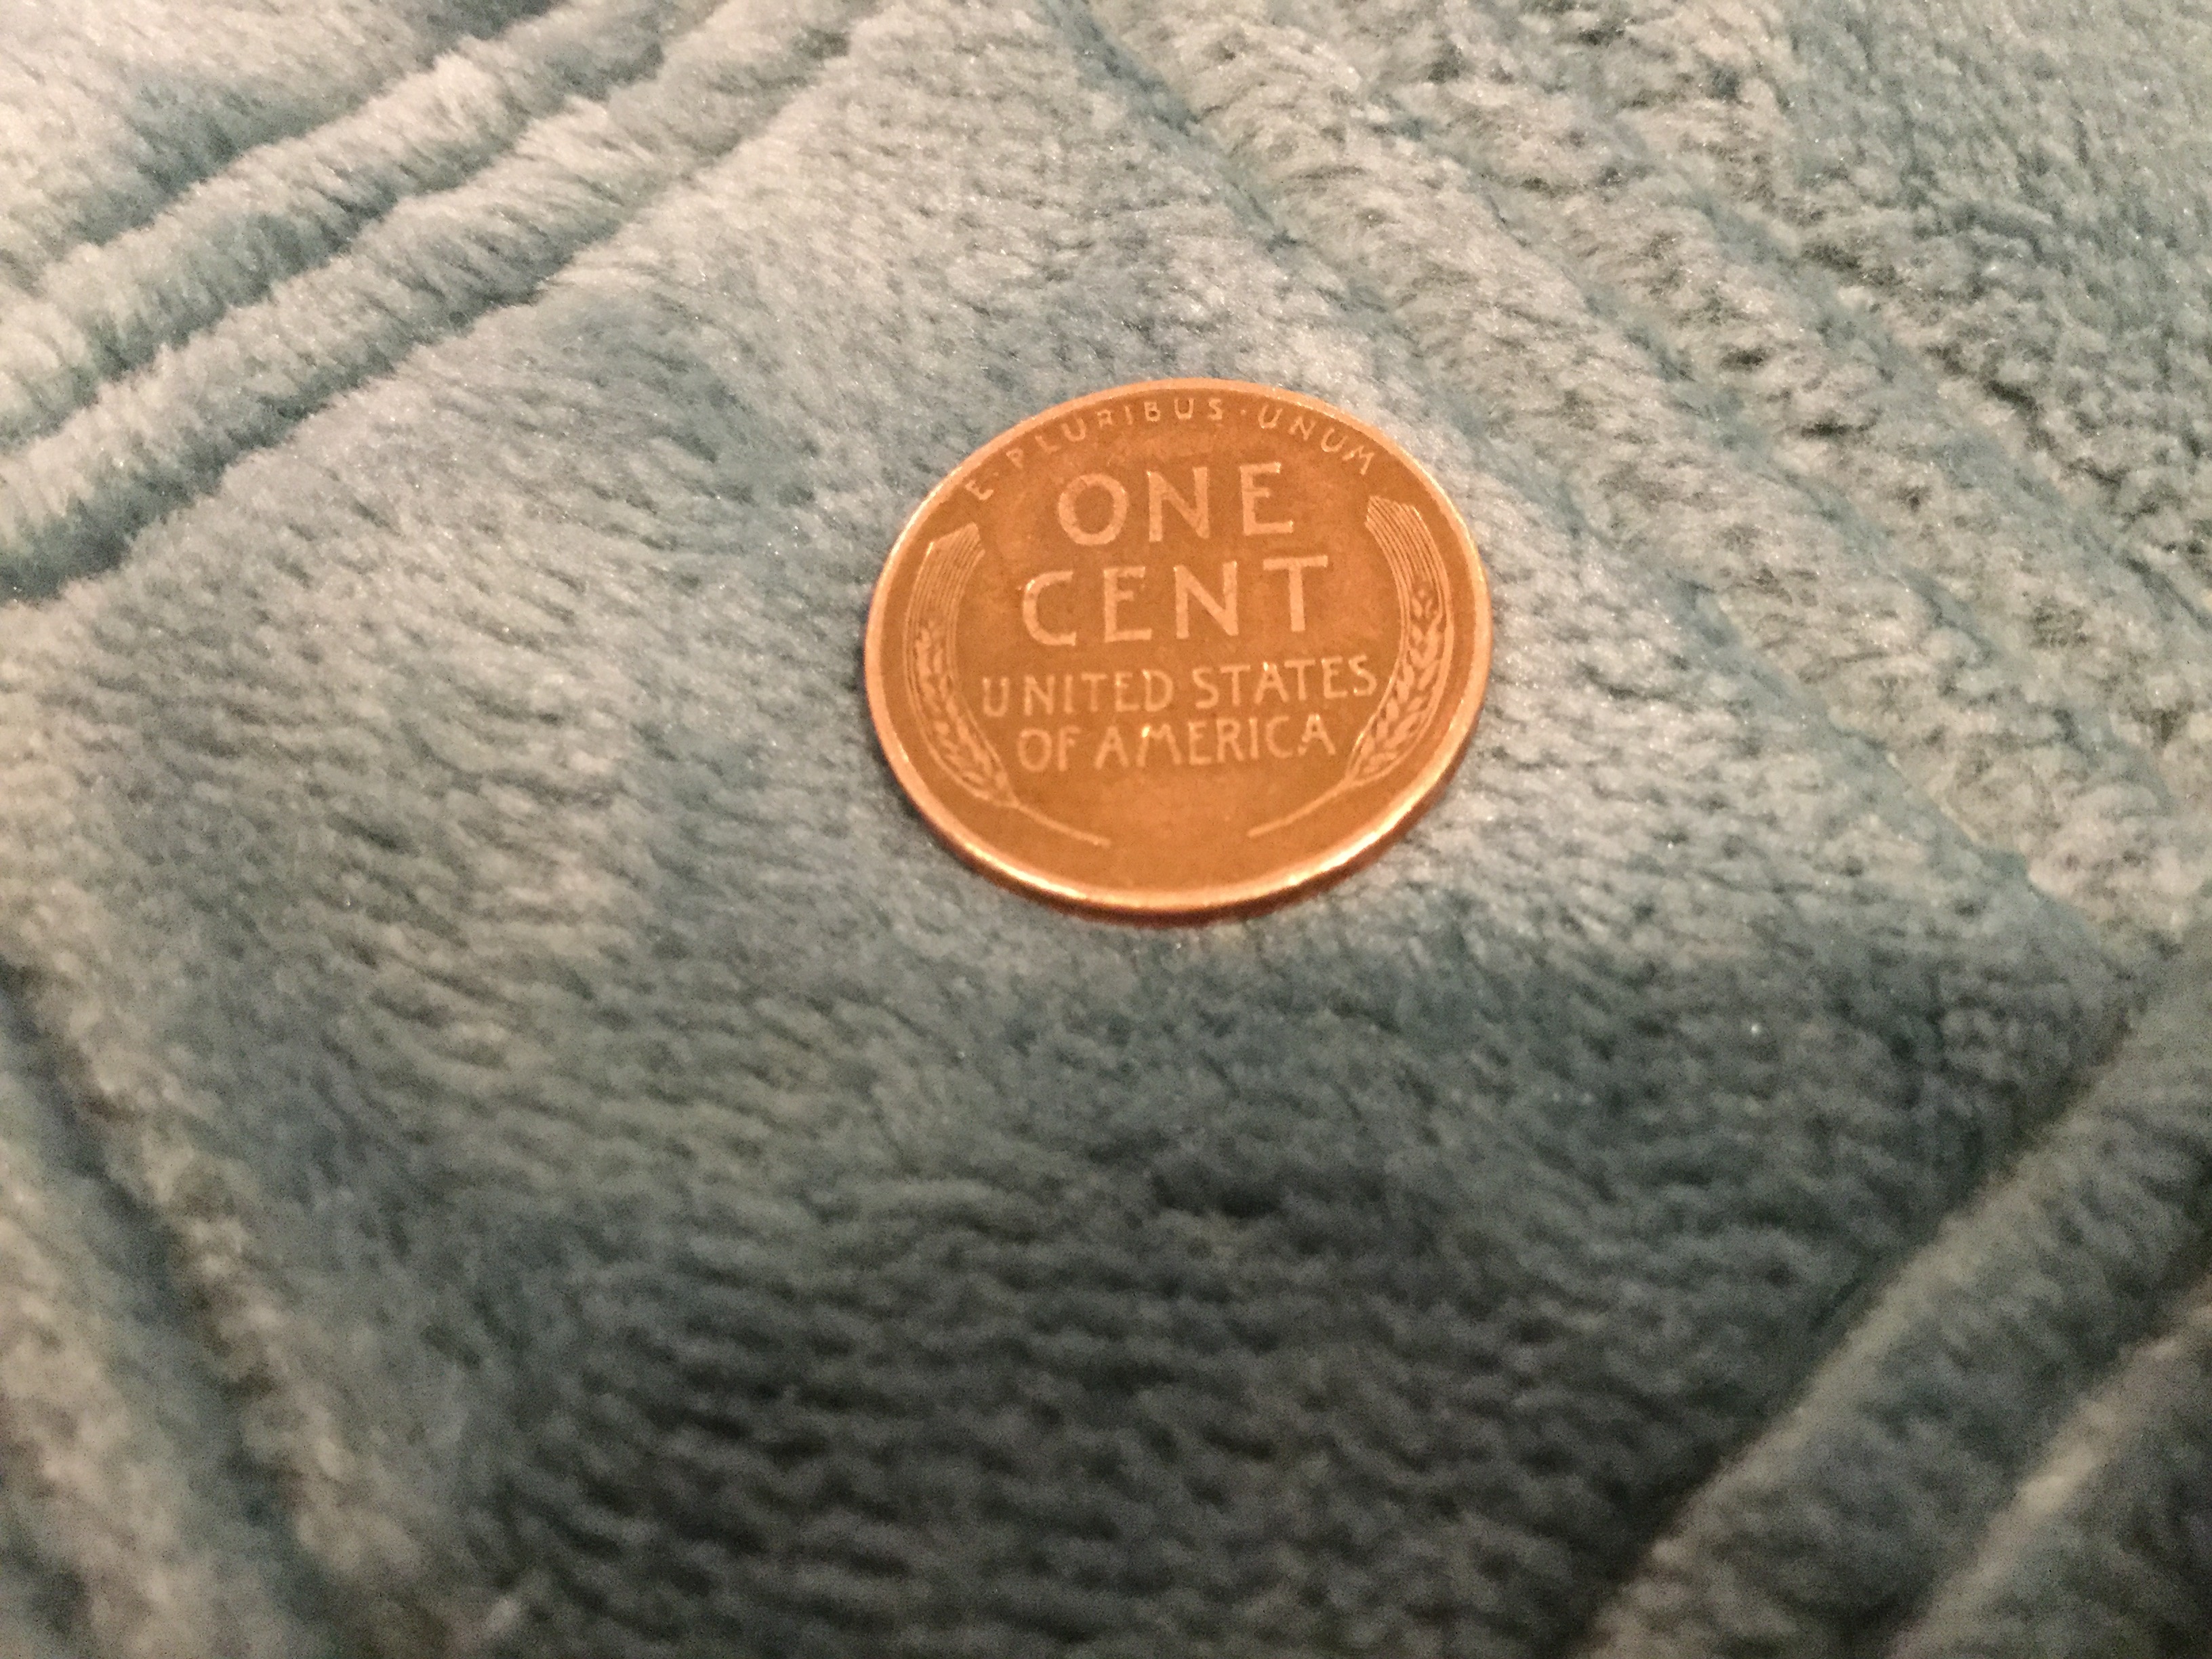 E·PLURIBUS·UNUM
ONE
CENT
UNITED STATES
OF AMERICA